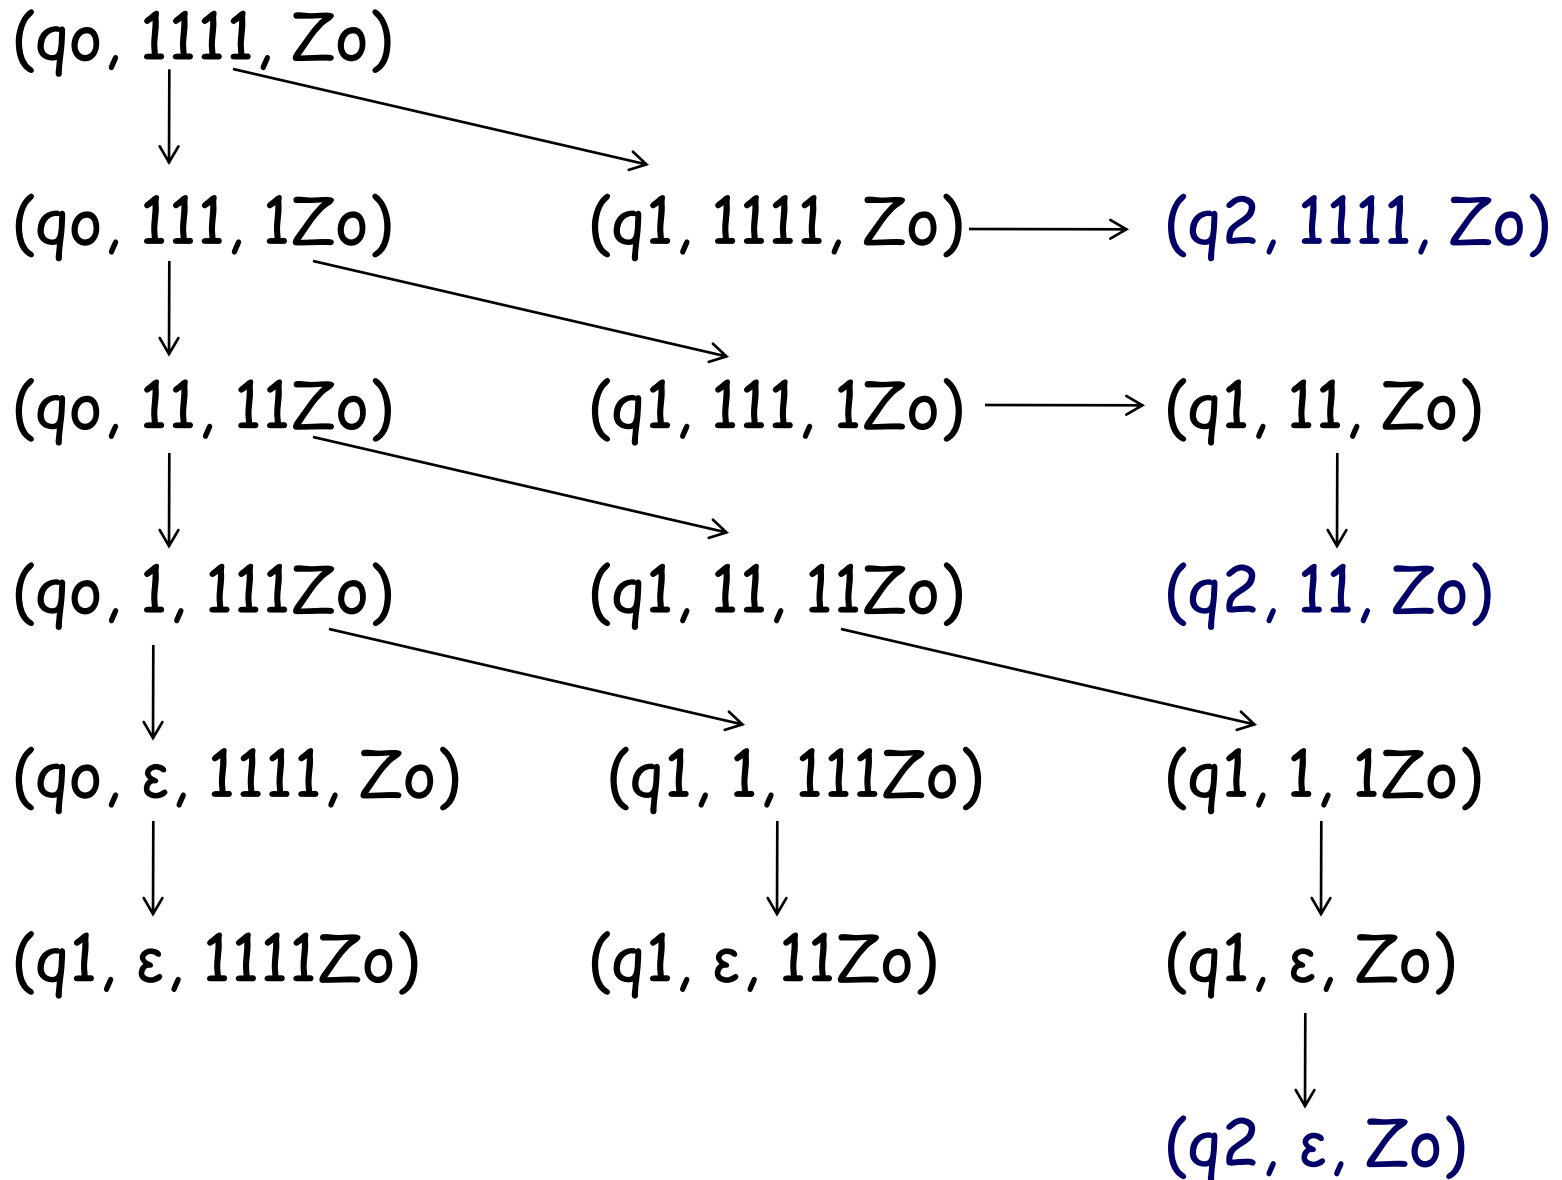 (qo, 1111, Zo)
(qo, 111, 1Zo) (q1, 1111, Zo) (q2, 1111, Zo)
(qo, 11, 11Zo) (q1, 111, 1Zo) (q1, 11, Zo)
(qo, 1, 111Zo) (q1, 11, 11Zo) (q2, 11, Zo)
(qo, ε, 1111, Zo) (q1, 1, 111Zo) (q1, 1, 1Zo)
(q1, ε, 1111Zo) (q1, ε, 11Zo) (q1, ε, Zo)
(q2, ε, Zo)